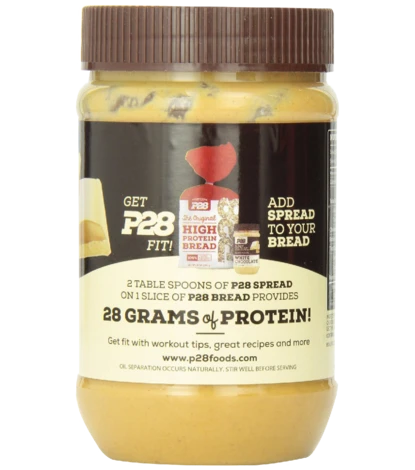 GET
P28
FIT!
P28
The Original
HIGH
PROTEIN
BREAD
WHITE
CHOCOLATE
ADD
SPREAD
TO YOUR
BREAD
2 TABLE SPOONS OF P28 SPREAD
ON 1 SLICE OF P28 BREAD PROVIDES
28 GRAMS of PROTEIN!
Get fit with workout tips, great recipes and more
www.p28foods.com
OIL SEPARATION OCCURS NATURALLY. STIR WELL BEFORE SERVING